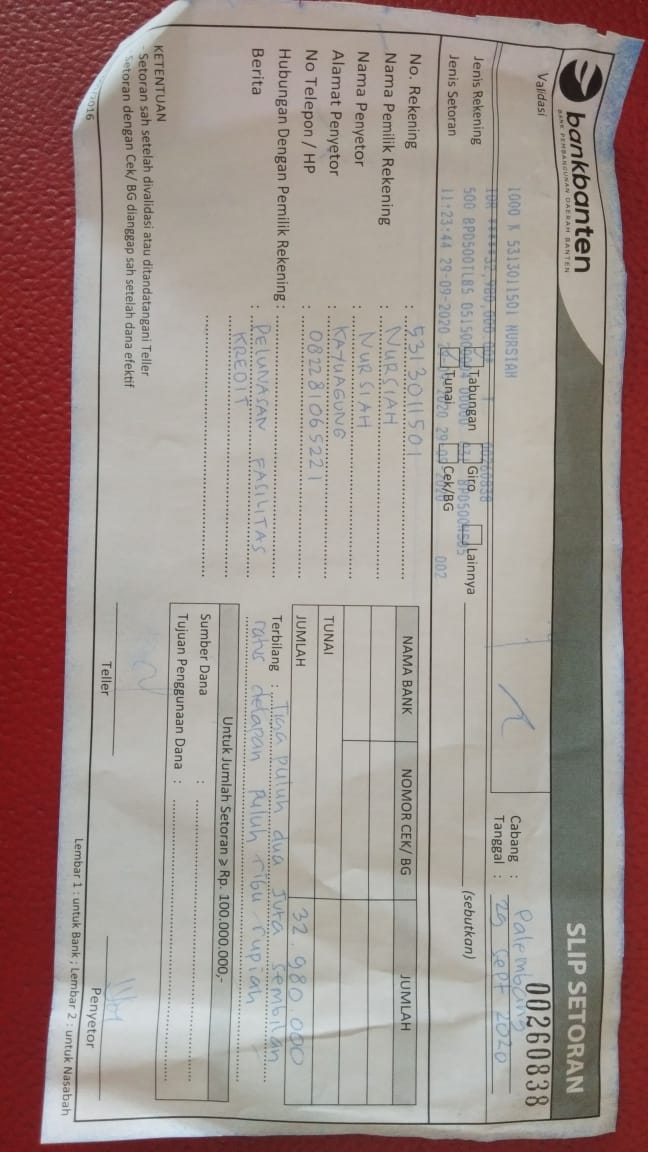 bankbanten
BANK PEMBANGUNAN DAERAH BANTEN
SLIP SETORAN
00260838
Validasi
1000 K 5313011501 NURSIAH
Cabang : Palembang
Tanggal : 29 Sept 2020
500 BPD500TLBS
11:23:44 29-09-2020
002
Jenis Rekening Tabungan Giro Lainnya (sebutkan)
Jenis Setoran Tunai Cek/BG
No. Rekening : 5313011501
Nama Pemilik Rekening : NURSIAH
Nama Penyetor : NURSIAH
Alamat Penyetor : KAYUAGUNG
No Telepon / HP : 082281065221
Hubungan Dengan Pemilik Rekening :
Berita : PELUNASAN FASILITAS
KREDIT
NAMA BANK NOMOR CEK/ BG JUMLAH
TUNAI
JUMLAH 32.980.000
Terbilang : Tiga puluh dua Juta Sembilan
ratus delapan puluh ribu rupiah
Untuk Jumlah Setoran ≥ Rp. 100.000.000,-
Sumber Dana :
Tujuan Penggunaan Dana :
KETENTUAN
- Setoran sah setelah divalidasi atau ditandatangani Teller
Setoran dengan Cek/ BG dianggap sah setelah dana efektif
Teller
Penyetor
2016
Lembar 1 : untuk Bank ; Lembar 2 : untuk Nasabah